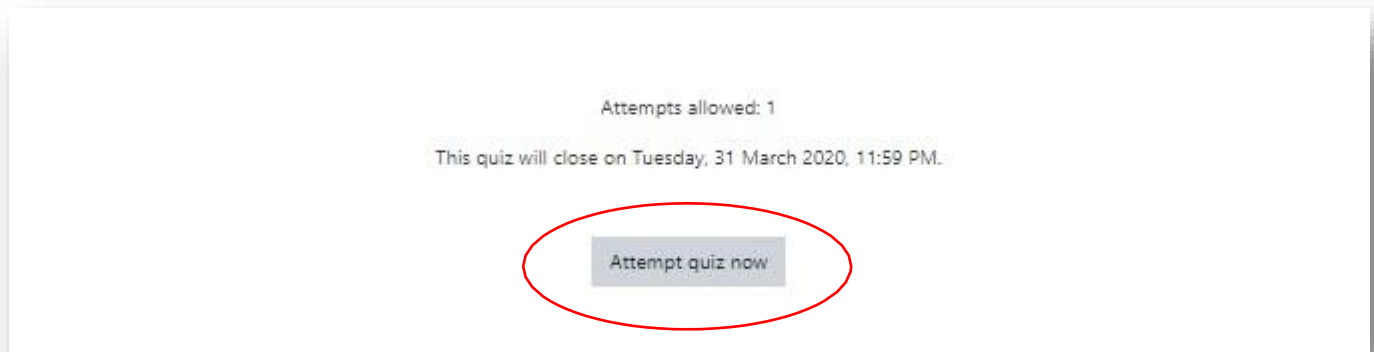 Attempts allowed: 1
This quiz will close on Tuesday, 31 March 2020, 11:59 PM.
Attempt quiz now